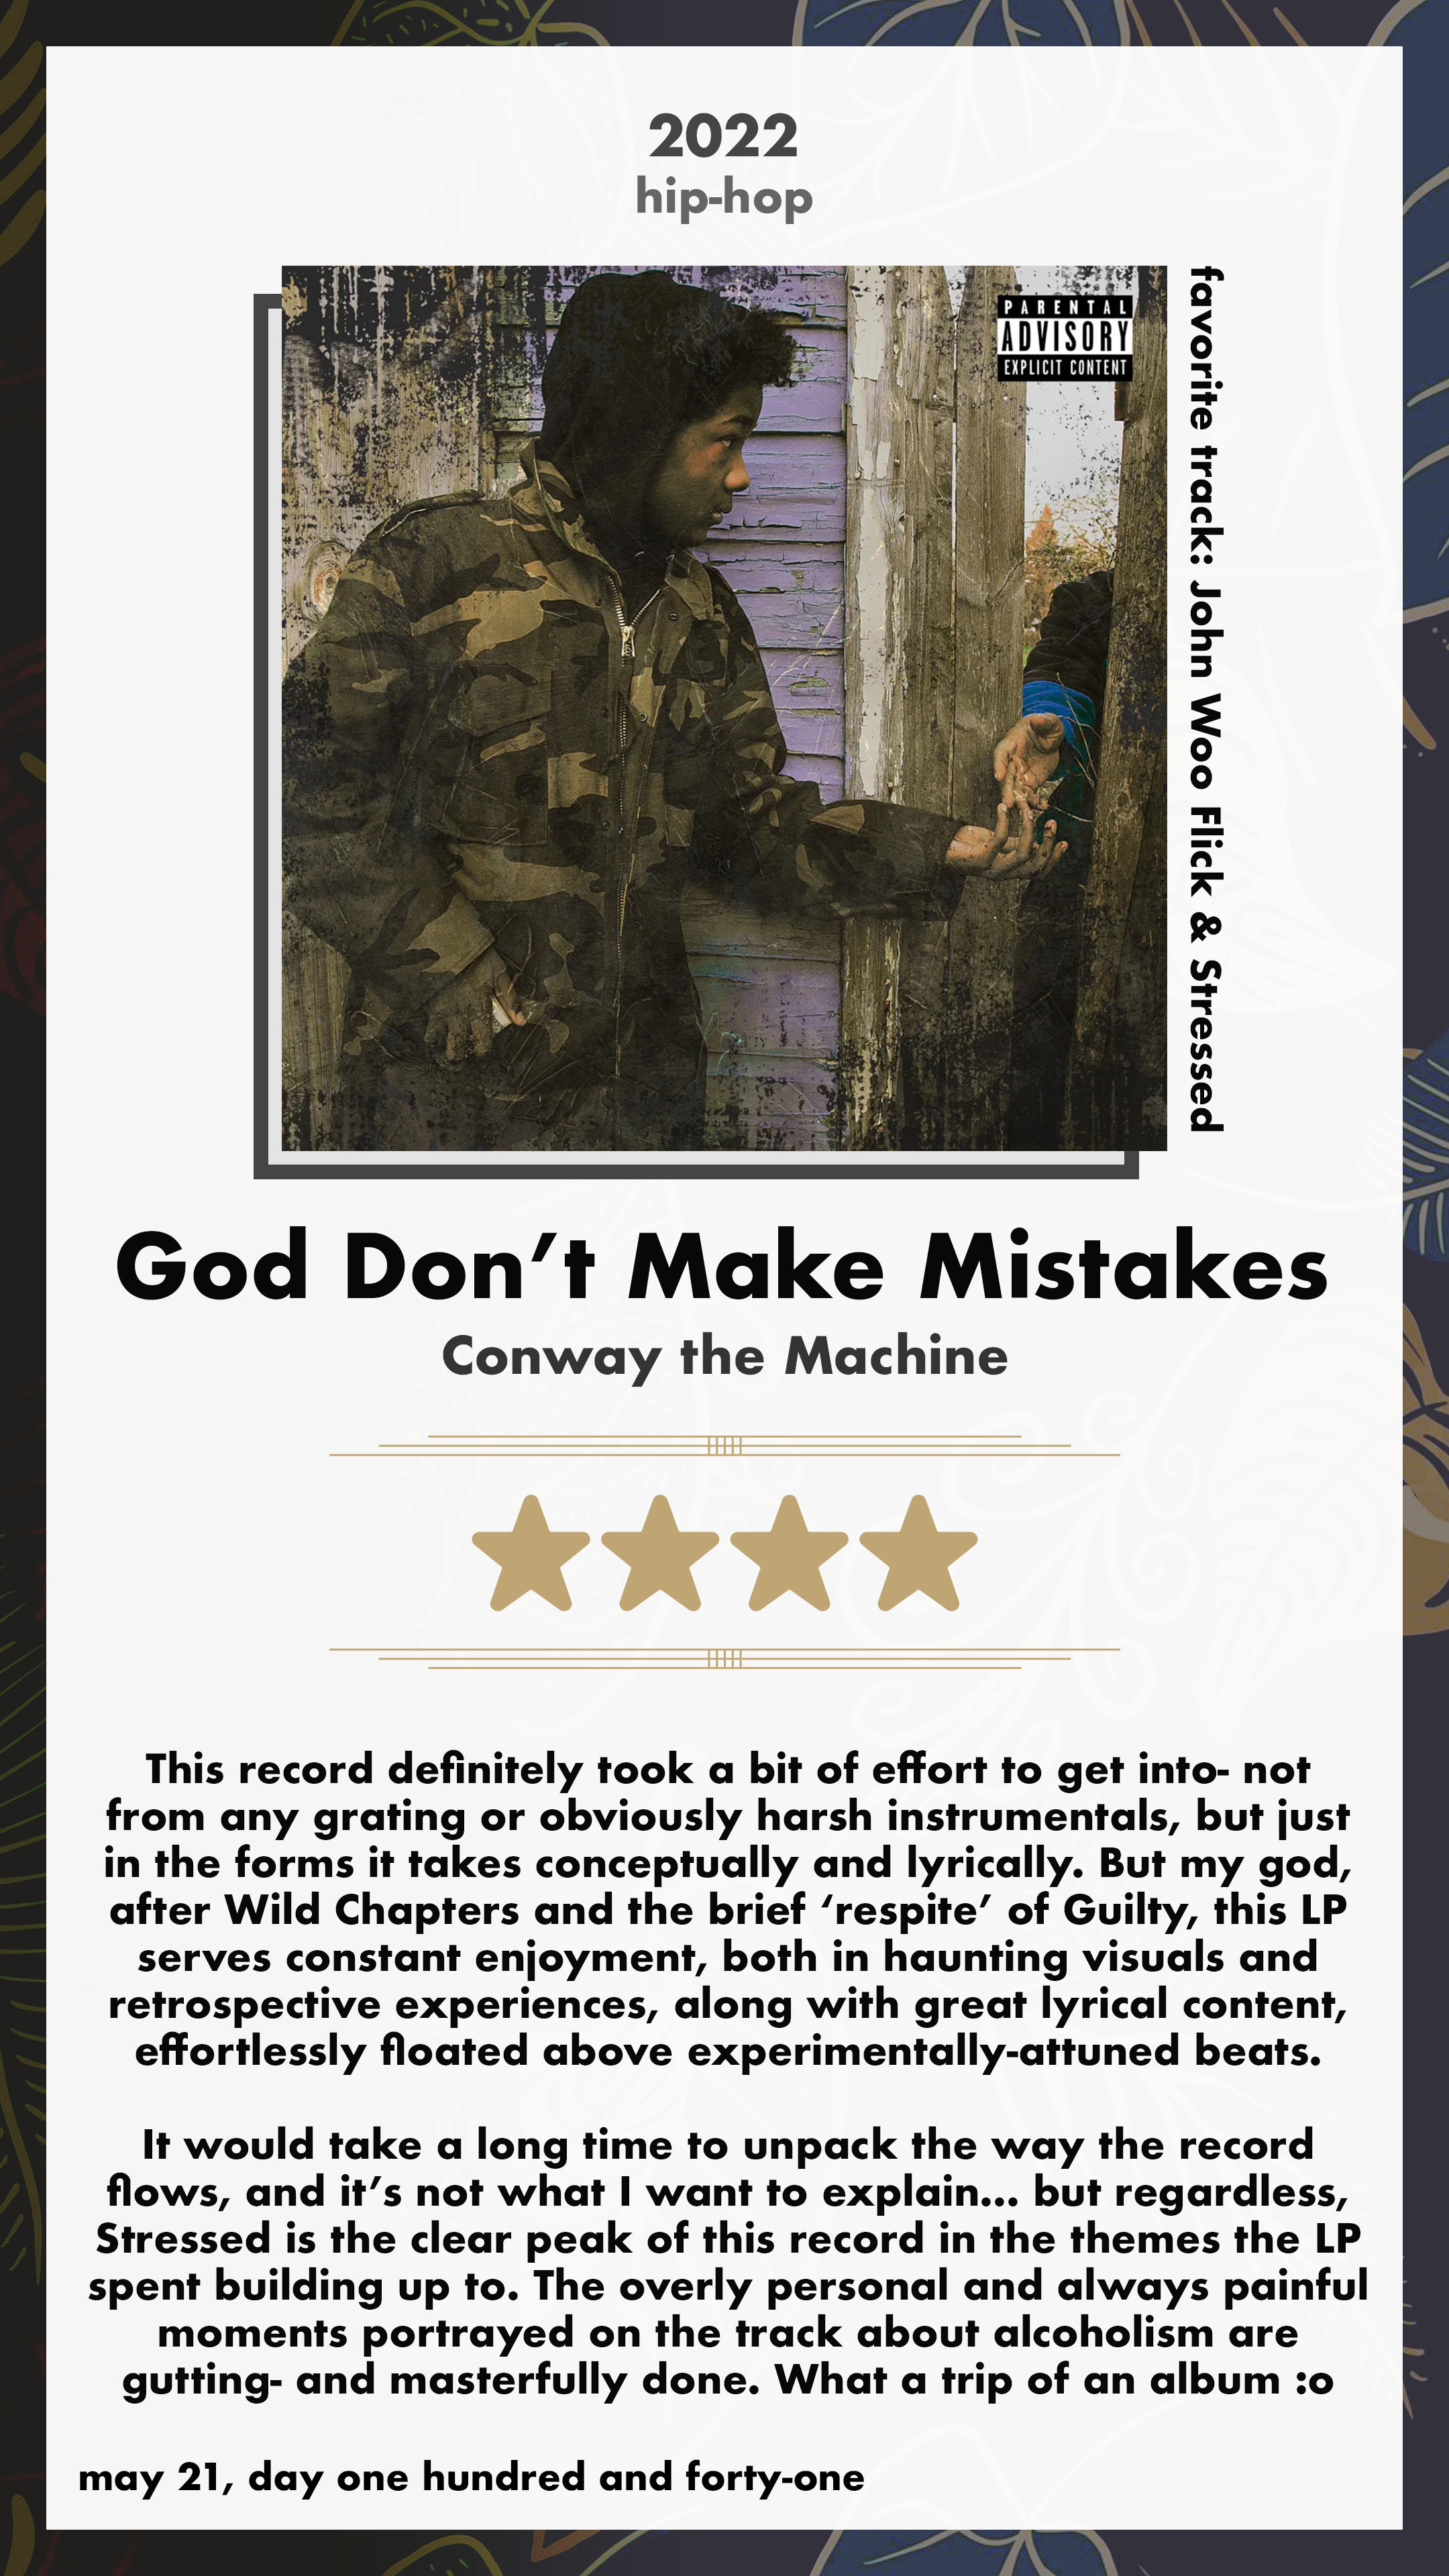 2022
hip-hop
PARENTAL
ADVISORY
EXPLICIT CONTENT
favorite track: John Woo Flick & Stressed
God Don’t Make Mistakes
Conway the Machine
This record definitely took a bit of effort to get into- not
from any grating or obviously harsh instrumentals, but just
in the forms it takes conceptually and lyrically. But my god,
after Wild Chapters and the brief ‘respite’ of Guilty, this LP
serves constant enjoyment, both in haunting visuals and
retrospective experiences, along with great lyrical content,
effortlessly floated above experimentally-attuned beats.
It would take a long time to unpack the way the record
flows, and it’s not what I want to explain... but regardless,
Stressed is the clear peak of this record in the themes the LP
spent building up to. The overly personal and always painful
moments portrayed on the track about alcoholism are
gutting- and masterfully done. What a trip of an album :o
may 21, day one hundred and forty-one